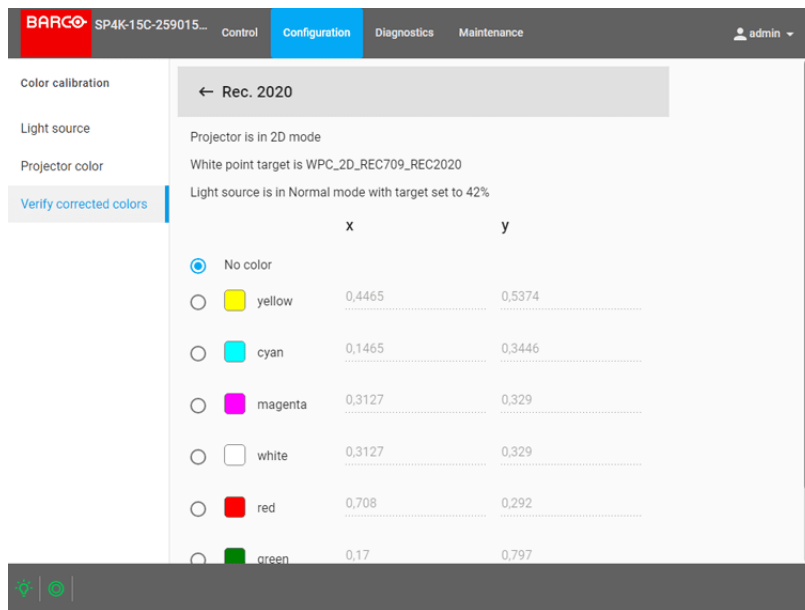 BARCO SP4K-15C-259015... Control Configuration Diagnostics Maintenance admin
Color calibration
← Rec. 2020
Light source
Projector is in 2D mode
Projector color
White point target is WPC_2D_REC709_REC2020
Verify corrected colors
Light source is in Normal mode with target set to 42%
x y
No color
yellow 0,4465 0,5374
cyan 0,1465 0,3446
magenta 0,3127 0,329
white 0,3127 0,329
red 0,708 0,292
green 0,17 0,797